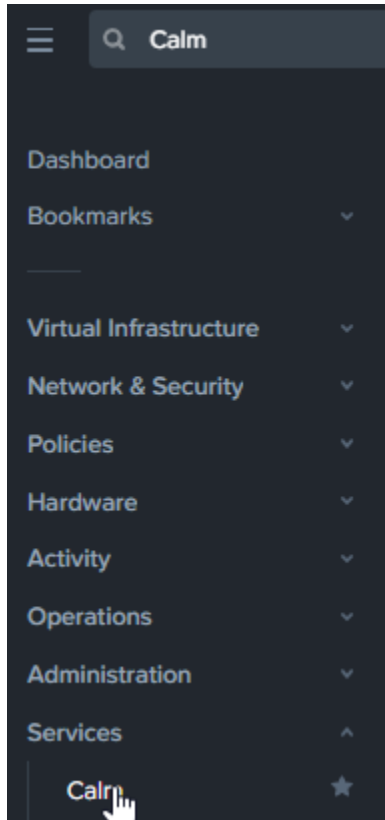 Calm
Dashboard
Bookmarks
Virtual Infrastructure
Network & Security
Policies
Hardware
Activity
Operations
Administration
Services
Calm